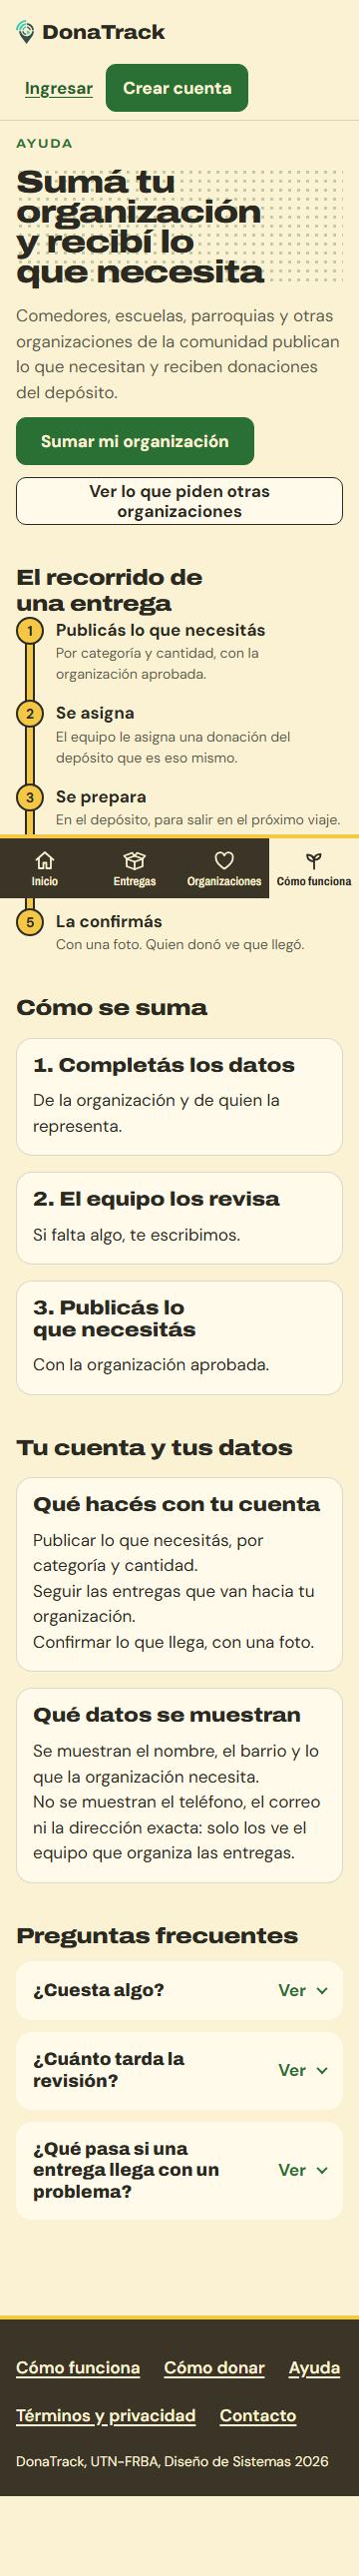 DonaTrack
Ingresar
Crear cuenta
AYUDA
Sumá tu
organización
y recibí lo
que necesita
Comedores, escuelas, parroquias y otras
organizaciones de la comunidad publican
lo que necesitan y reciben donaciones
del depósito.
Sumar mi organización
Ver lo que piden otras
organizaciones
El recorrido de
una entrega
1 Publicás lo que necesitás
Por categoría y cantidad, con la
organización aprobada.
2 Se asigna
El equipo le asigna una donación del
depósito que es eso mismo.
3 Se prepara
En el depósito, para salir en el próximo viaje.
Inicio
Entregas
Organizaciones
Cómo funciona
5 La confirmás
Con una foto. Quien donó ve que llegó.
Cómo se suma
1. Completás los datos
De la organización y de quien la
representa.
2. El equipo los revisa
Si falta algo, te escribimos.
3. Publicás lo
que necesitás
Con la organización aprobada.
Tu cuenta y tus datos
Qué hacés con tu cuenta
Publicar lo que necesitás, por
categoría y cantidad.
Seguir las entregas que van hacia tu
organización.
Confirmar lo que llega, con una foto.
Qué datos se muestran
Se muestran el nombre, el barrio y lo
que la organización necesita.
No se muestran el teléfono, el correo
ni la dirección exacta: solo los ve el
equipo que organiza las entregas.
Preguntas frecuentes
¿Cuesta algo?
Ver
¿Cuánto tarda la
revisión?
Ver
¿Qué pasa si una
entrega llega con un
problema?
Ver
Cómo funciona
Cómo donar
Ayuda
Términos y privacidad
Contacto
DonaTrack, UTN-FRBA, Diseño de Sistemas 2026